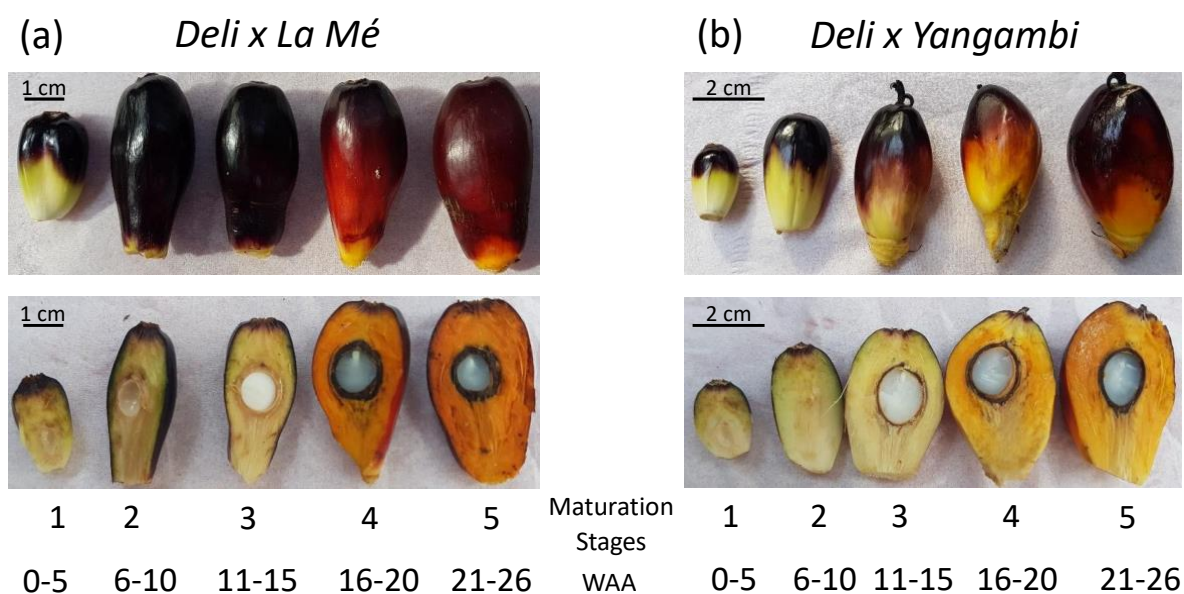 (a) Deli x La Mé
(b) Deli x Yangambi
1 cm
2 cm
1 cm
2 cm
1 2 3 4 5 Maturation Stages 1 2 3 4 5
0-5 6-10 11-15 16-20 21-26 WAA 0-5 6-10 11-15 16-20 21-26